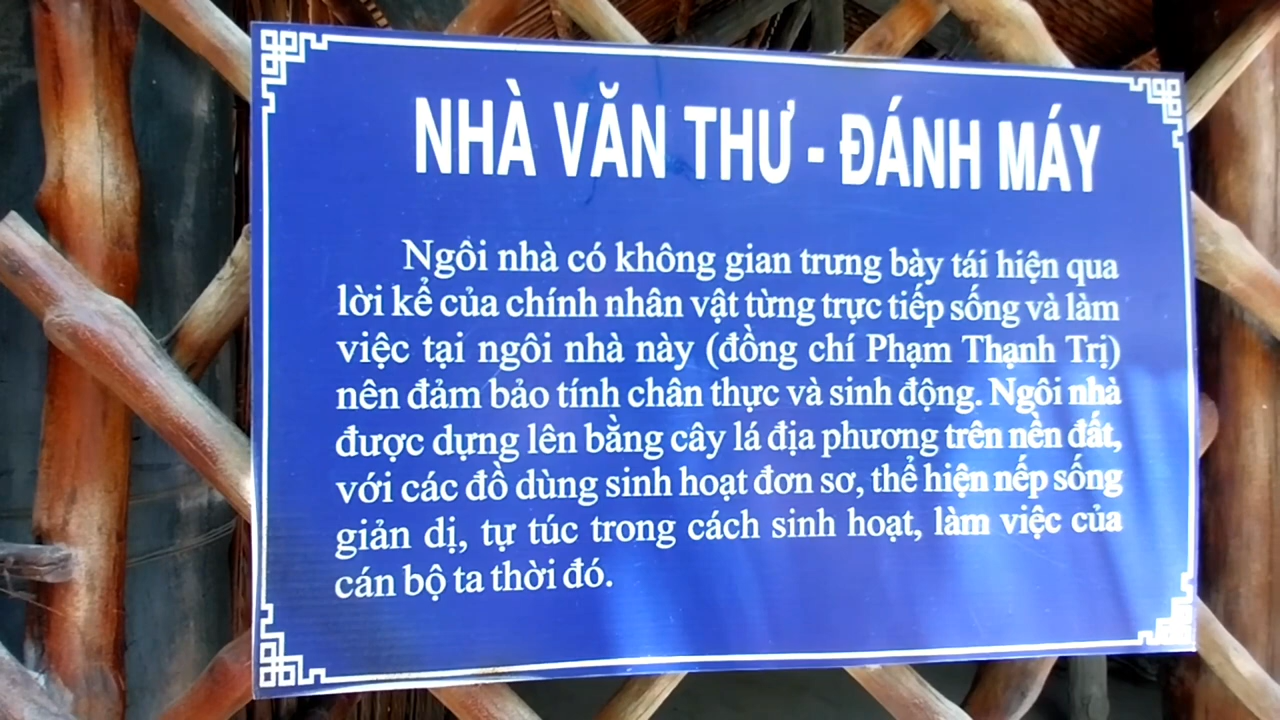 NHÀ VĂN THƯ - ĐÁNH MÁY
Ngôi nhà có không gian trưng bày tái hiện qua
lời kể của chính nhân vật từng trực tiếp sống và làm
việc tại ngôi nhà này (đồng chí Phạm Thạnh Trị)
nên đảm bảo tính chân thực và sinh động. Ngôi nhà
được dựng lên bằng cây lá địa phương trên nền đất,
với các đồ dùng sinh hoạt đơn sơ, thể hiện nếp sống
giản dị, tự túc trong cách sinh hoạt, làm việc của
cán bộ ta thời đó.